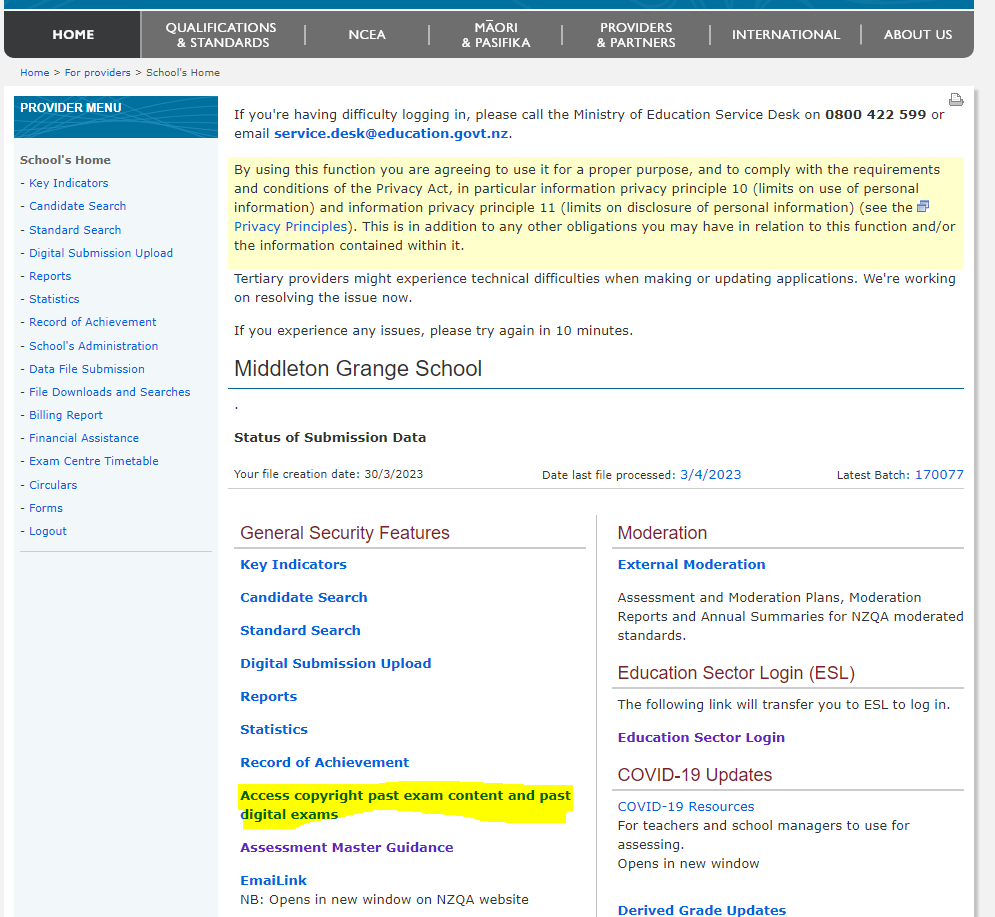 HOME
QUALIFICATIONS
& STANDARDS
NCEA
MĀORI
& PASIFIKA
PROVIDERS
& PARTNERS
INTERNATIONAL
ABOUT US
Home > For providers > School's Home
PROVIDER MENU
School's Home
- Key Indicators
- Candidate Search
- Standard Search
- Digital Submission Upload
- Reports
- Statistics
- Record of Achievement
- School's Administration
- Data File Submission
- File Downloads and Searches
- Billing Report
- Financial Assistance
- Exam Centre Timetable
- Circulars
- Forms
- Logout
If you're having difficulty logging in, please call the Ministry of Education Service Desk on 0800 422 599 or
email service.desk@education.govt.nz.
By using this function you are agreeing to use it for a proper purpose, and to comply with the requirements
and conditions of the Privacy Act, in particular information privacy principle 10 (limits on use of personal
information) and information privacy principle 11 (limits on disclosure of personal information) (see the
Privacy Principles). This is in addition to any other obligations you may have in relation to this function and/or
the information contained within it.
Tertiary providers might experience technical difficulties when making or updating applications. We're working
on resolving the issue now.
If you experience any issues, please try again in 10 minutes.
Middleton Grange School
.
Status of Submission Data
Your file creation date: 30/3/2023
Date last file processed: 3/4/2023
Latest Batch: 170077
General Security Features
Key Indicators
Candidate Search
Standard Search
Digital Submission Upload
Reports
Statistics
Record of Achievement
Access copyright past exam content and past
digital exams
Assessment Master Guidance
EmaiLink
NB: Opens in new window on NZQA website
Moderation
External Moderation
Assessment and Moderation Plans, Moderation
Reports and Annual Summaries for NZQA moderated
standards.
Education Sector Login (ESL)
The following link will transfer you to ESL to log in.
Education Sector Login
COVID-19 Updates
COVID-19 Resources
For teachers and school managers to use for
assessing.
Opens in new window
Derived Grade Updates